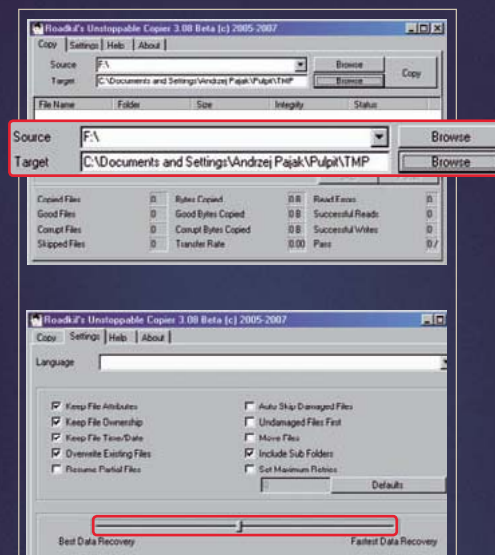 Roadkil's Unstoppable Copier 3.08 Beta (c) 2005-2007
Copy Settings Help About
Source F:\ Browse
Target C:\Documents and Settings\Andrzej Pajak\Pulpit\TMP Browse
Copy
File Name Folder Size Integrity Status
Source F:\ Browse
Target C:\Documents and Settings\Andrzej Pajak\Pulpit\TMP Browse
Copied Files 0 Bytes Copied 0 B Read Errors 0
Good Files 0 Good Bytes Copied 0 B Successful Reads 0
Corrupt Files 0 Corrupt Bytes Copied 0 B Successful Writes 0
Skipped Files 0 Transfer Rate 0.00 Pass 0 /
Roadkil's Unstoppable Copier 3.08 Beta (c) 2005-2007
Copy Settings Help About
Language
Keep File Attributes Auto Skip Damaged Files
Keep File Ownership Undamaged Files First
Keep File Time/Date Move Files
Overwrite Existing Files Include Sub Folders
Resume Partial Files Set Maximum Retries
Defaults
Best Data Recovery Fastest Data Recovery